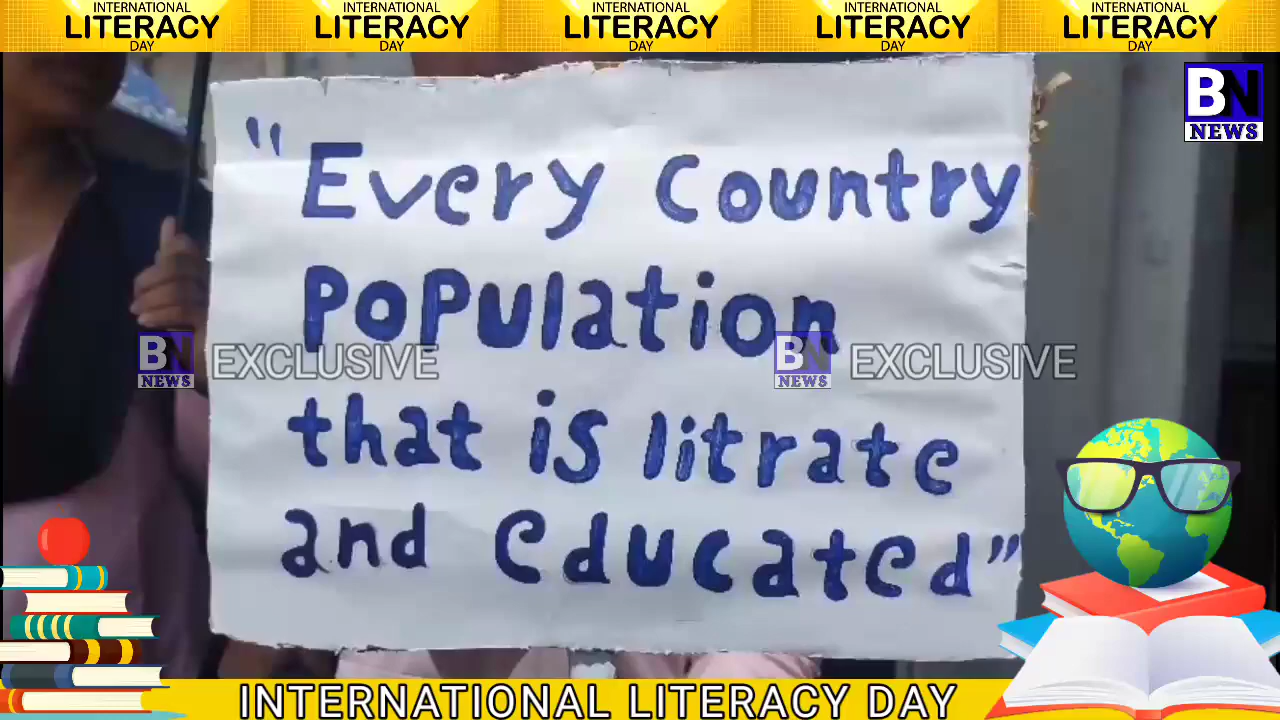 INTERNATIONAL
LITERACY
DAY
INTERNATIONAL
LITERACY
DAY
INTERNATIONAL
LITERACY
DAY
INTERNATIONAL
LITERACY
DAY
INTERNATIONAL
LITERACY
DAY
BN
NEWS
"Every Country
Population
BN NEWS EXCLUSIVE
BN NEWS EXCLUSIVE
that is litrate
and educated"
INTERNATIONAL LITERACY DAY